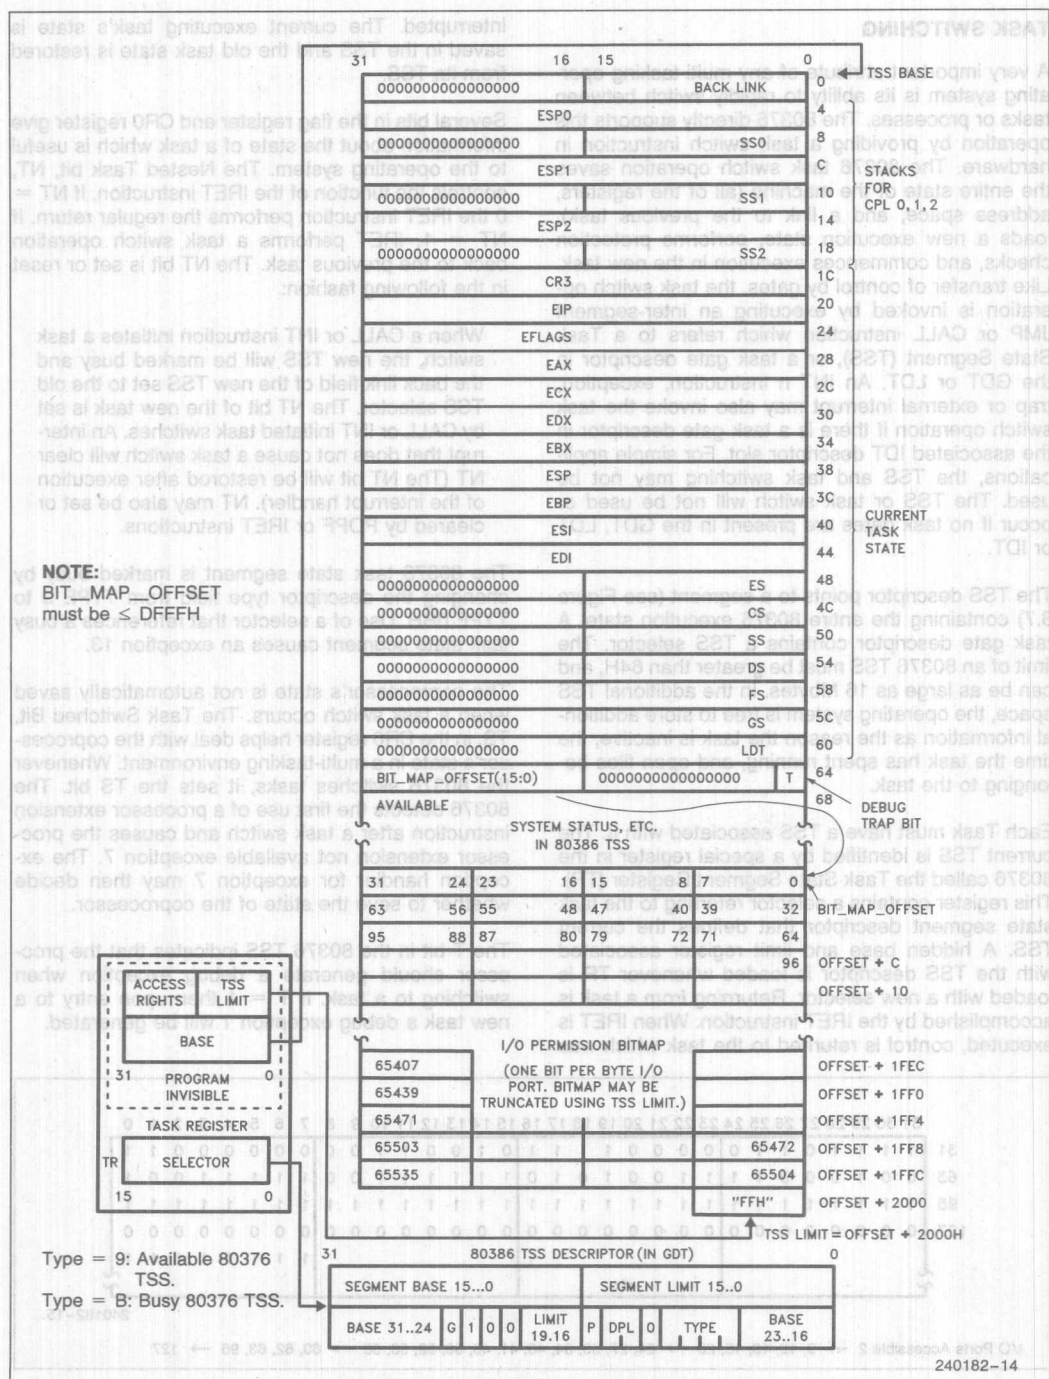 31 16 15 0
0000000000000000 BACK LINK 0 TSS BASE
ESP0 4
0000000000000000 SS0 8
ESP1 C STACKS
0000000000000000 SS1 10 FOR
ESP2 14 CPL 0, 1, 2
0000000000000000 SS2 18
CR3 1C
EIP 20
EFLAGS 24
EAX 28
ECX 2C
EDX 30
EBX 34
ESP 38
EBP 3C
ESI 40 CURRENT
EDI 44 TASK
STATE
NOTE:
BIT_MAP_OFFSET
must be ≤ DFFFH
0000000000000000 ES 48
0000000000000000 CS 4C
0000000000000000 SS 50
0000000000000000 DS 54
0000000000000000 FS 58
0000000000000000 GS 5C
0000000000000000 LDT 60
BIT_MAP_OFFSET(15:0) 0000000000000000 T 64
AVAILABLE 68
DEBUG
TRAP BIT
SYSTEM STATUS, ETC.
IN 80386 TSS
31 24 23 16 15 8 7 0
63 56 55 48 47 40 39 32 BIT_MAP_OFFSET
95 88 87 80 79 72 71 64
96 OFFSET + C
OFFSET + 10
ACCESS RIGHTS TSS LIMIT
BASE
31 0
PROGRAM
INVISIBLE
TASK REGISTER
TR SELECTOR
15 0
I/O PERMISSION BITMAP
(ONE BIT PER BYTE I/O
PORT. BITMAP MAY BE
TRUNCATED USING TSS LIMIT.)
65407 OFFSET + 1FEC
65439 OFFSET + 1FF0
65471 OFFSET + 1FF4
65503 65472 OFFSET + 1FF8
65535 65504 OFFSET + 1FFC
"FFH" OFFSET + 2000
TSS LIMIT = OFFSET + 2000H
31 80386 TSS DESCRIPTOR (IN GDT) 0
Type = 9: Available 80376
TSS.
Type = B: Busy 80376 TSS.
SEGMENT BASE 15...0 SEGMENT LIMIT 15...0
BASE 31..24 G 1 0 0 LIMIT 19.16 P DPL 0 TYPE BASE 23..16
240182–14